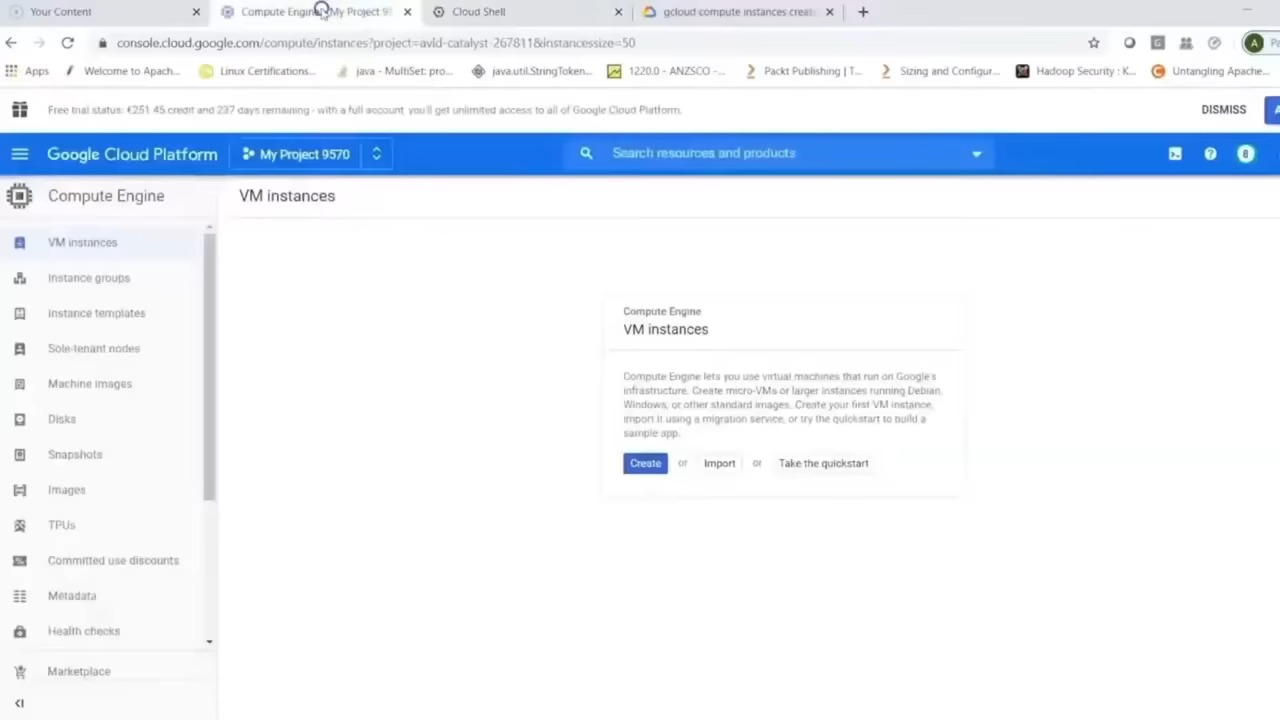 Your Content
Compute Engine - My Project 95
Cloud Shell
gcloud compute instances creat
console.cloud.google.com/compute/instances?project=avid-catalyst-267811&instancessize=50
A
Apps
Welcome to Apach...
Linux Certifications...
java - MultiSet: pro...
java.util.StringToken...
1220.0 - ANZSCO -...
Packt Publishing | T...
Sizing and Configur...
Hadoop Security : K...
Untangling Apache...
Free trial status: €251.45 credit and 237 days remaining - with a full account, you'll get unlimited access to all of Google Cloud Platform.
DISMISS
Google Cloud Platform
My Project 9570
Search resources and products
8
Compute Engine
VM instances
VM instances
Instance groups
Instance templates
Sole-tenant nodes
Machine images
Disks
Snapshots
Images
TPUs
Committed use discounts
Metadata
Health checks
Marketplace
Compute Engine
VM instances
Compute Engine lets you use virtual machines that run on Google's
infrastructure. Create micro-VMs or larger instances running Debian,
Windows, or other standard images. Create your first VM instance,
import it using a migration service, or try the quickstart to build a
sample app.
Create or Import or Take the quickstart